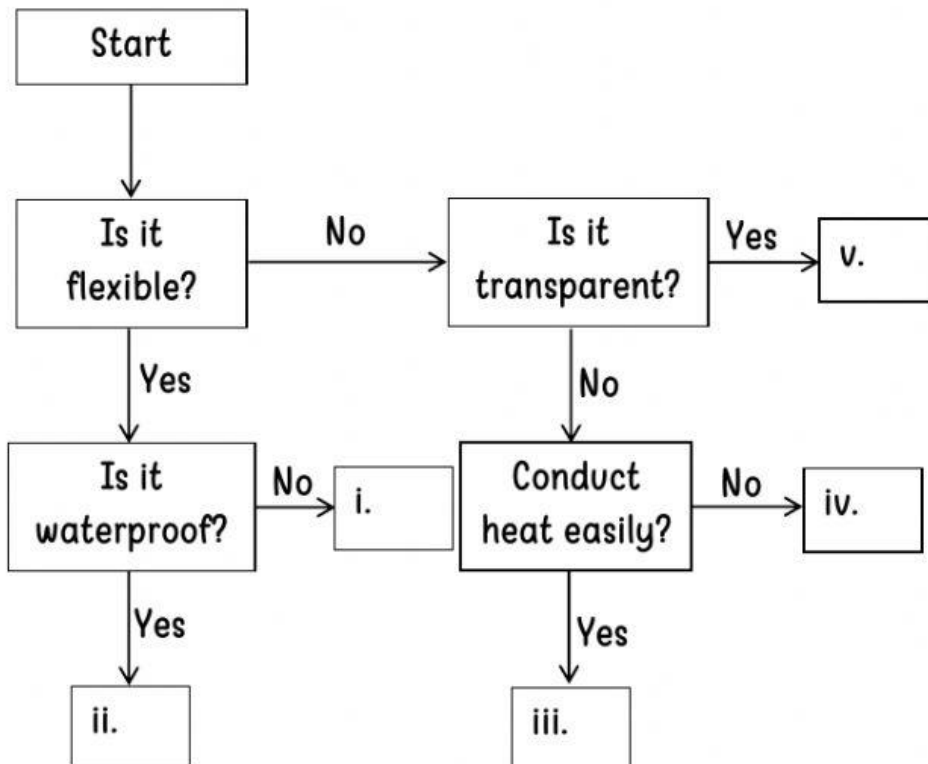 Start
Is it
flexible?
No
Is it
transparent?
Yes
v.
Yes
No
Is it
waterproof?
No
i.
Conduct
heat easily?
No
iv.
Yes
Yes
ii.
iii.